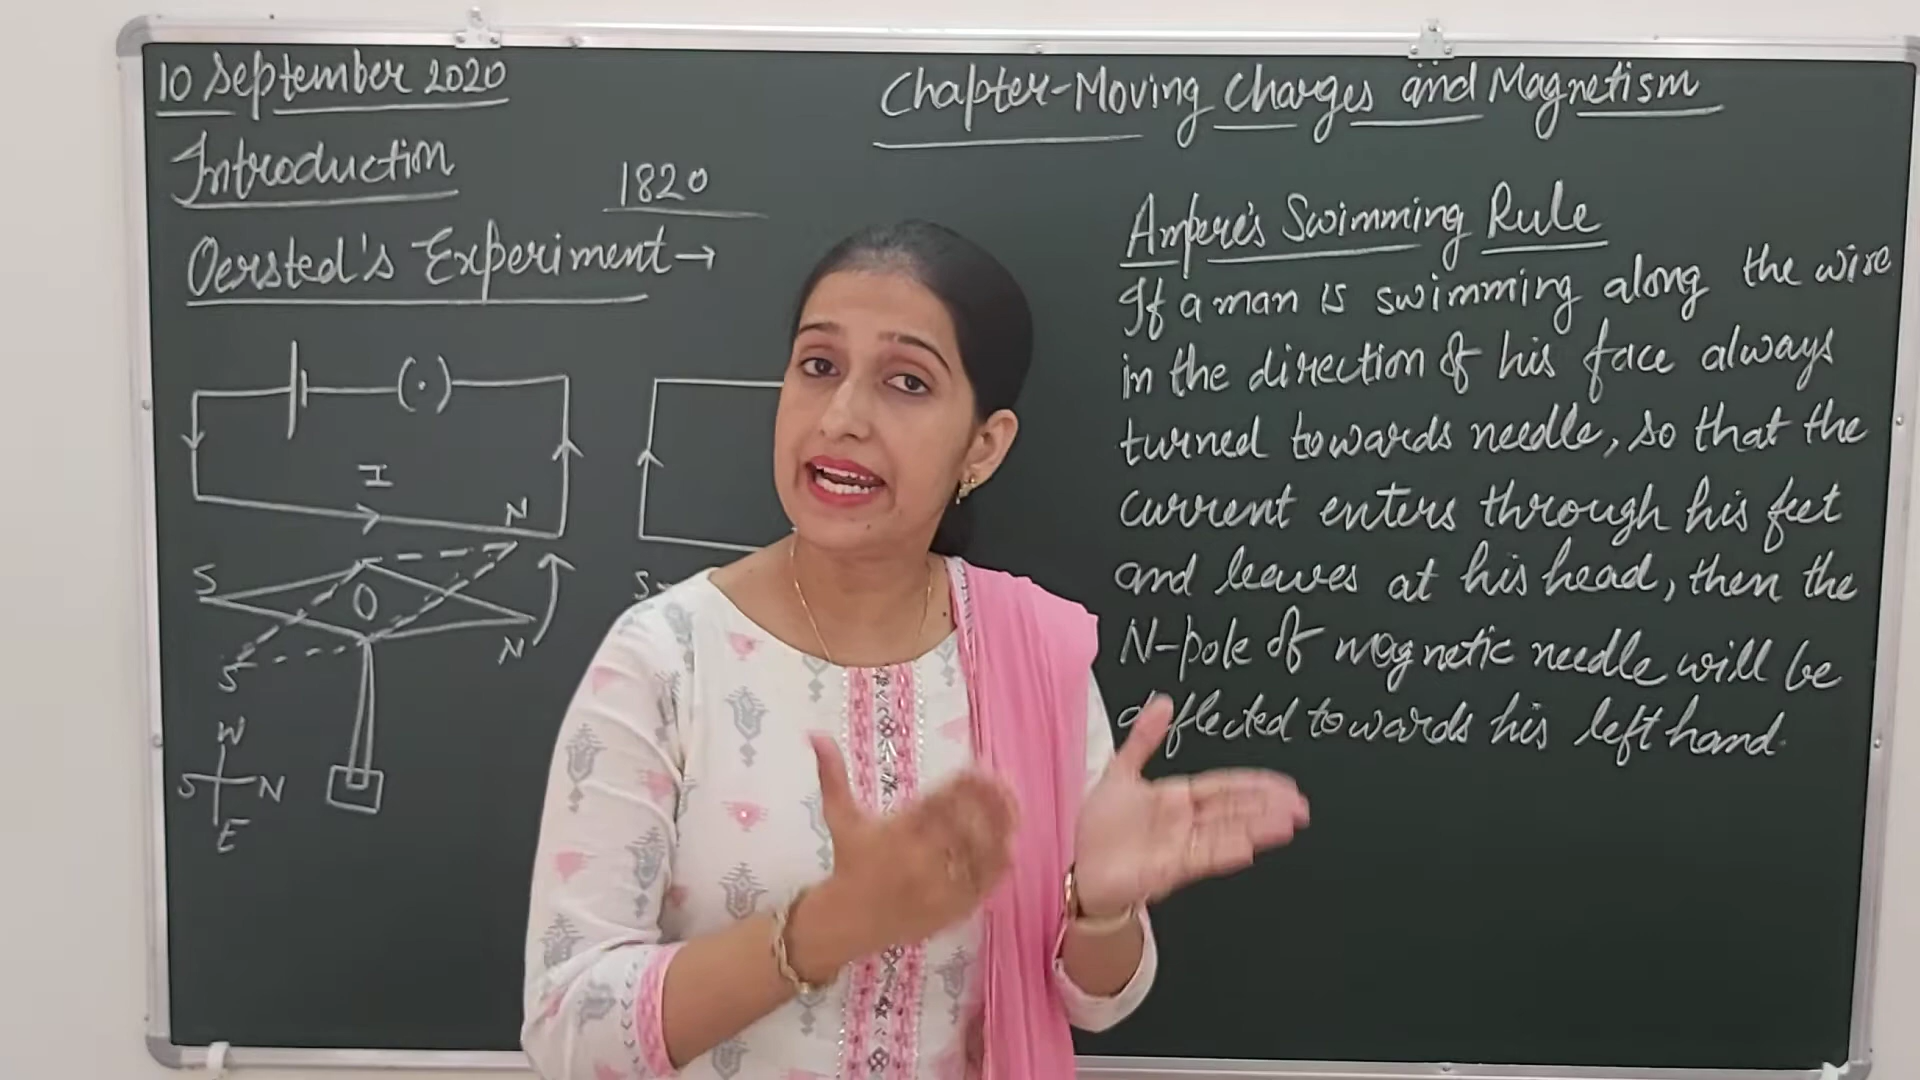 10 September 2020
Chapter-Moving Charges and Magnetism
Introduction
1820
Oersted's Experiment →
I
N
S
O
N
S
W
S N
E
S
Ampere's Swimming Rule
If a man is swimming along the wire
in the direction of his face always
turned towards needle, so that the
current enters through his feet
and leaves at his head, then the
N-pole of magnetic needle will be
deflected towards his left hand.